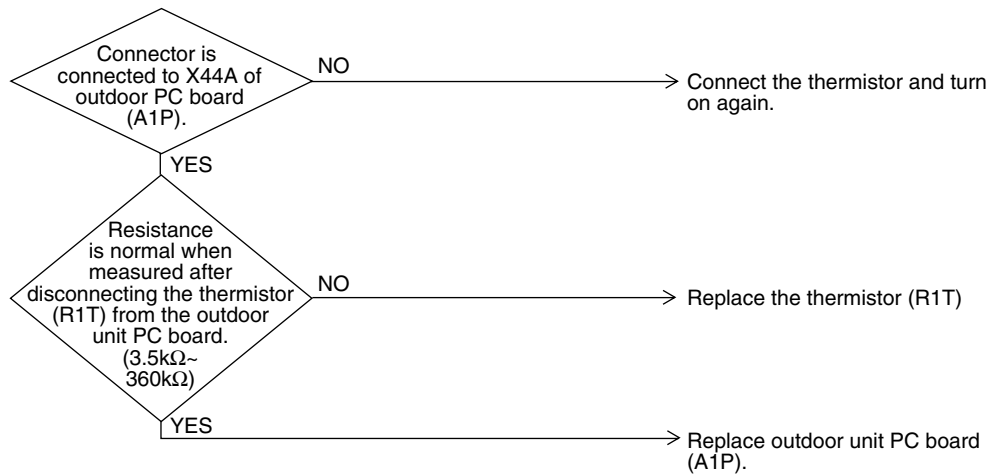 Connector is
connected to X44A of
outdoor PC board
(A1P).
NO
Connect the thermistor and turn
on again.
YES
Resistance
is normal when
measured after
disconnecting the thermistor
(R1T) from the outdoor
unit PC board.
(3.5kΩ~
360kΩ)
NO
Replace the thermistor (R1T)
YES
Replace outdoor unit PC board
(A1P).